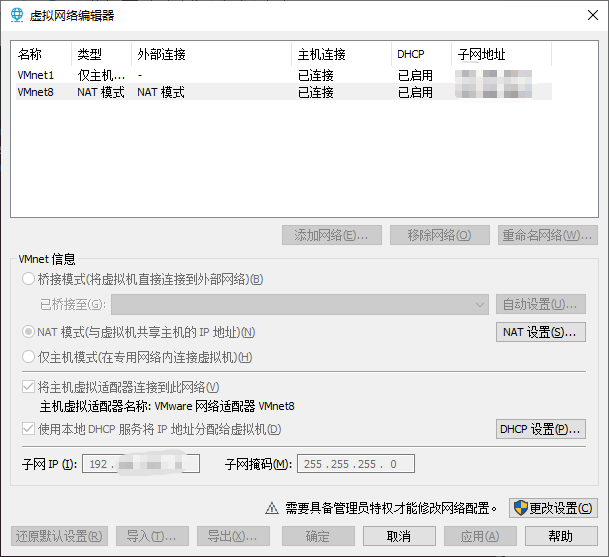 虚拟网络编辑器
名称 类型 外部连接 主机连接 DHCP 子网地址
VMnet1 仅主机... - 已连接 已启用
VMnet8 NAT 模式 NAT 模式 已连接 已启用
添加网络(E)... 移除网络(O) 重命名网络(W)...
VMnet 信息
桥接模式(将虚拟机直接连接到外部网络)(B)
已桥接至(G): 自动设置(U)...
NAT 模式(与虚拟机共享主机的 IP 地址)(N) NAT 设置(S)...
仅主机模式(在专用网络内连接虚拟机)(H)
将主机虚拟适配器连接到此网络(V)
主机虚拟适配器名称: VMware 网络适配器 VMnet8
使用本地 DHCP 服务将 IP 地址分配给虚拟机(D) DHCP 设置(P)...
子网 IP (I): 192 . 子网掩码(M): 255 . 255 . 255 . 0
需要具备管理员特权才能修改网络配置。 更改设置(C)
还原默认设置(R) 导入(T)... 导出(X)... 确定 取消 应用(A) 帮助